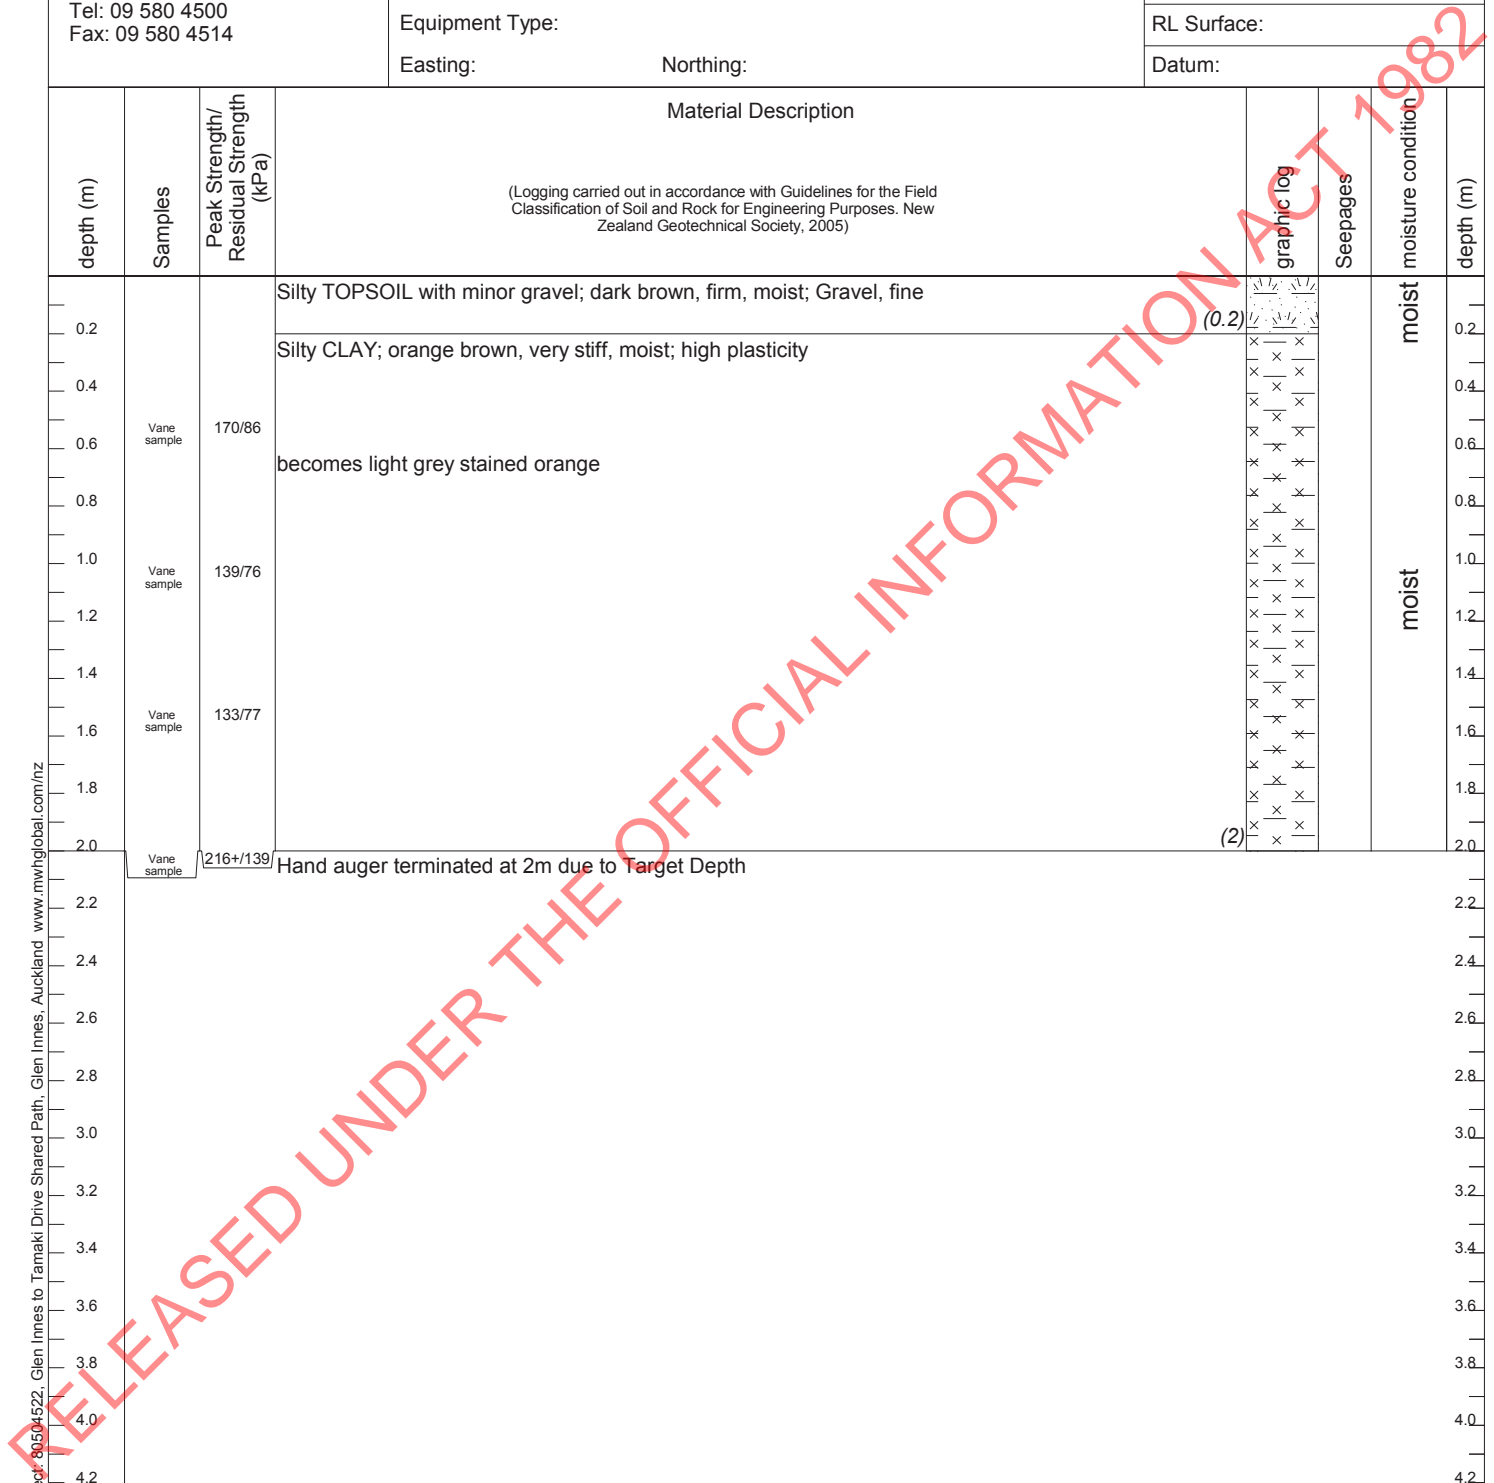 Tel: 09 580 4500
Fax: 09 580 4514
Equipment Type:
RL Surface:
Easting:
Northing:
Datum:
depth (m)
Samples
Peak Strength/
Residual Strength
(kPa)
Material Description
(Logging carried out in accordance with Guidelines for the Field
Classification of Soil and Rock for Engineering Purposes. New
Zealand Geotechnical Society, 2005)
graphic log
Seepages
moisture condition
depth (m)
Silty TOPSOIL with minor gravel; dark brown, firm, moist; Gravel, fine
(0.2)
moist
0.2
0.2
Silty CLAY; orange brown, very stiff, moist; high plasticity
0.4
0.4
Vane
sample
170/86
0.6
0.6
becomes light grey stained orange
0.8
0.8
1.0
1.0
Vane
sample
139/76
moist
1.2
1.2
1.4
1.4
Vane
sample
133/77
1.6
1.6
1.8
1.8
(2)
2.0
2.0
Vane
sample
216+/139
Hand auger terminated at 2m due to Target Depth
2.2
2.2
2.4
2.4
2.6
2.6
2.8
2.8
3.0
3.0
3.2
3.2
3.4
3.4
3.6
3.6
3.8
3.8
4.0
4.0
4.2
4.2
ect: 80504522, Glen Innes to Tamaki Drive Shared Path, Glen Innes, Auckland www.mwhglobal.com/nz
RELEASED UNDER THE OFFICIAL INFORMATION ACT 1982